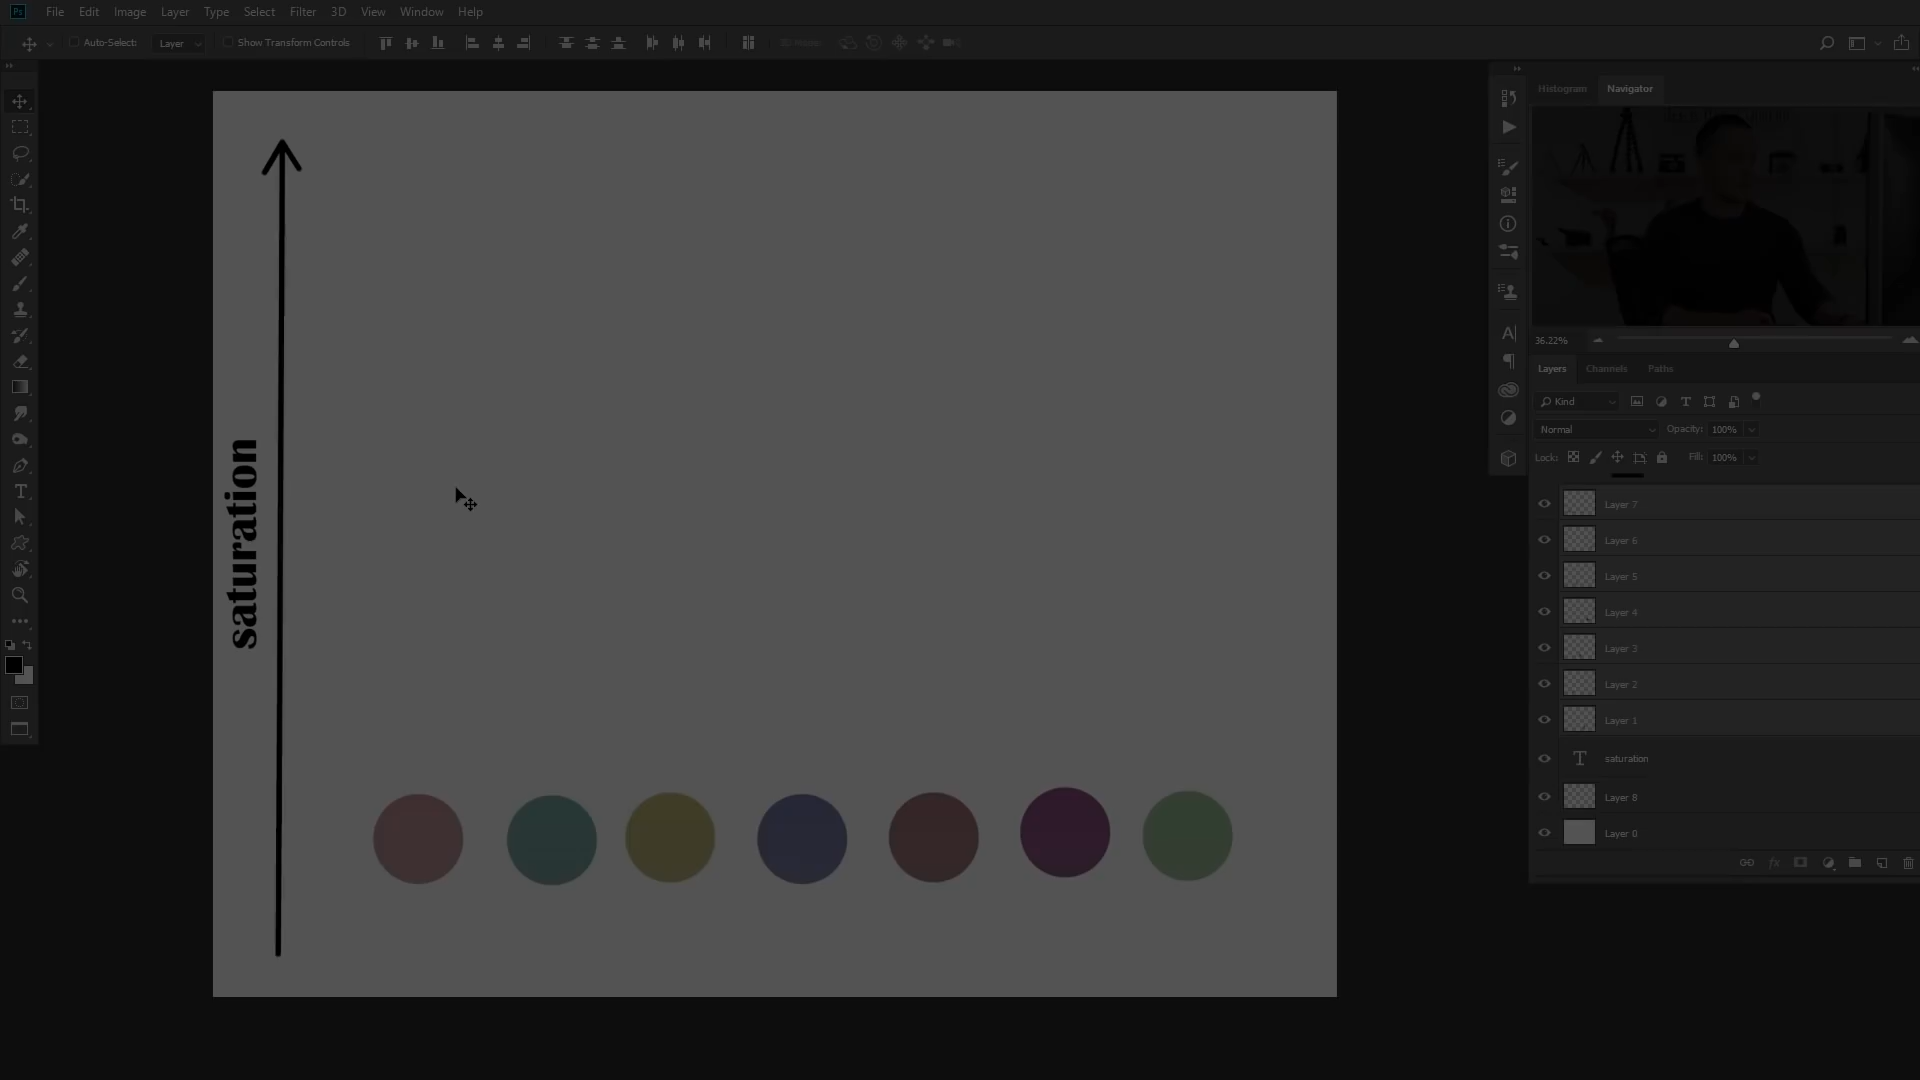 Ps File Edit Image Layer Type Select Filter 3D View Window Help
Auto-Select: Layer Show Transform Controls
Histogram Navigator
36.22%
Layers Channels Paths
Kind
Normal Opacity: 100%
Lock: Fill: 100%
Layer 7
Layer 6
Layer 5
Layer 4
Layer 3
Layer 2
Layer 1
saturation
Layer 8
Layer 0
saturation